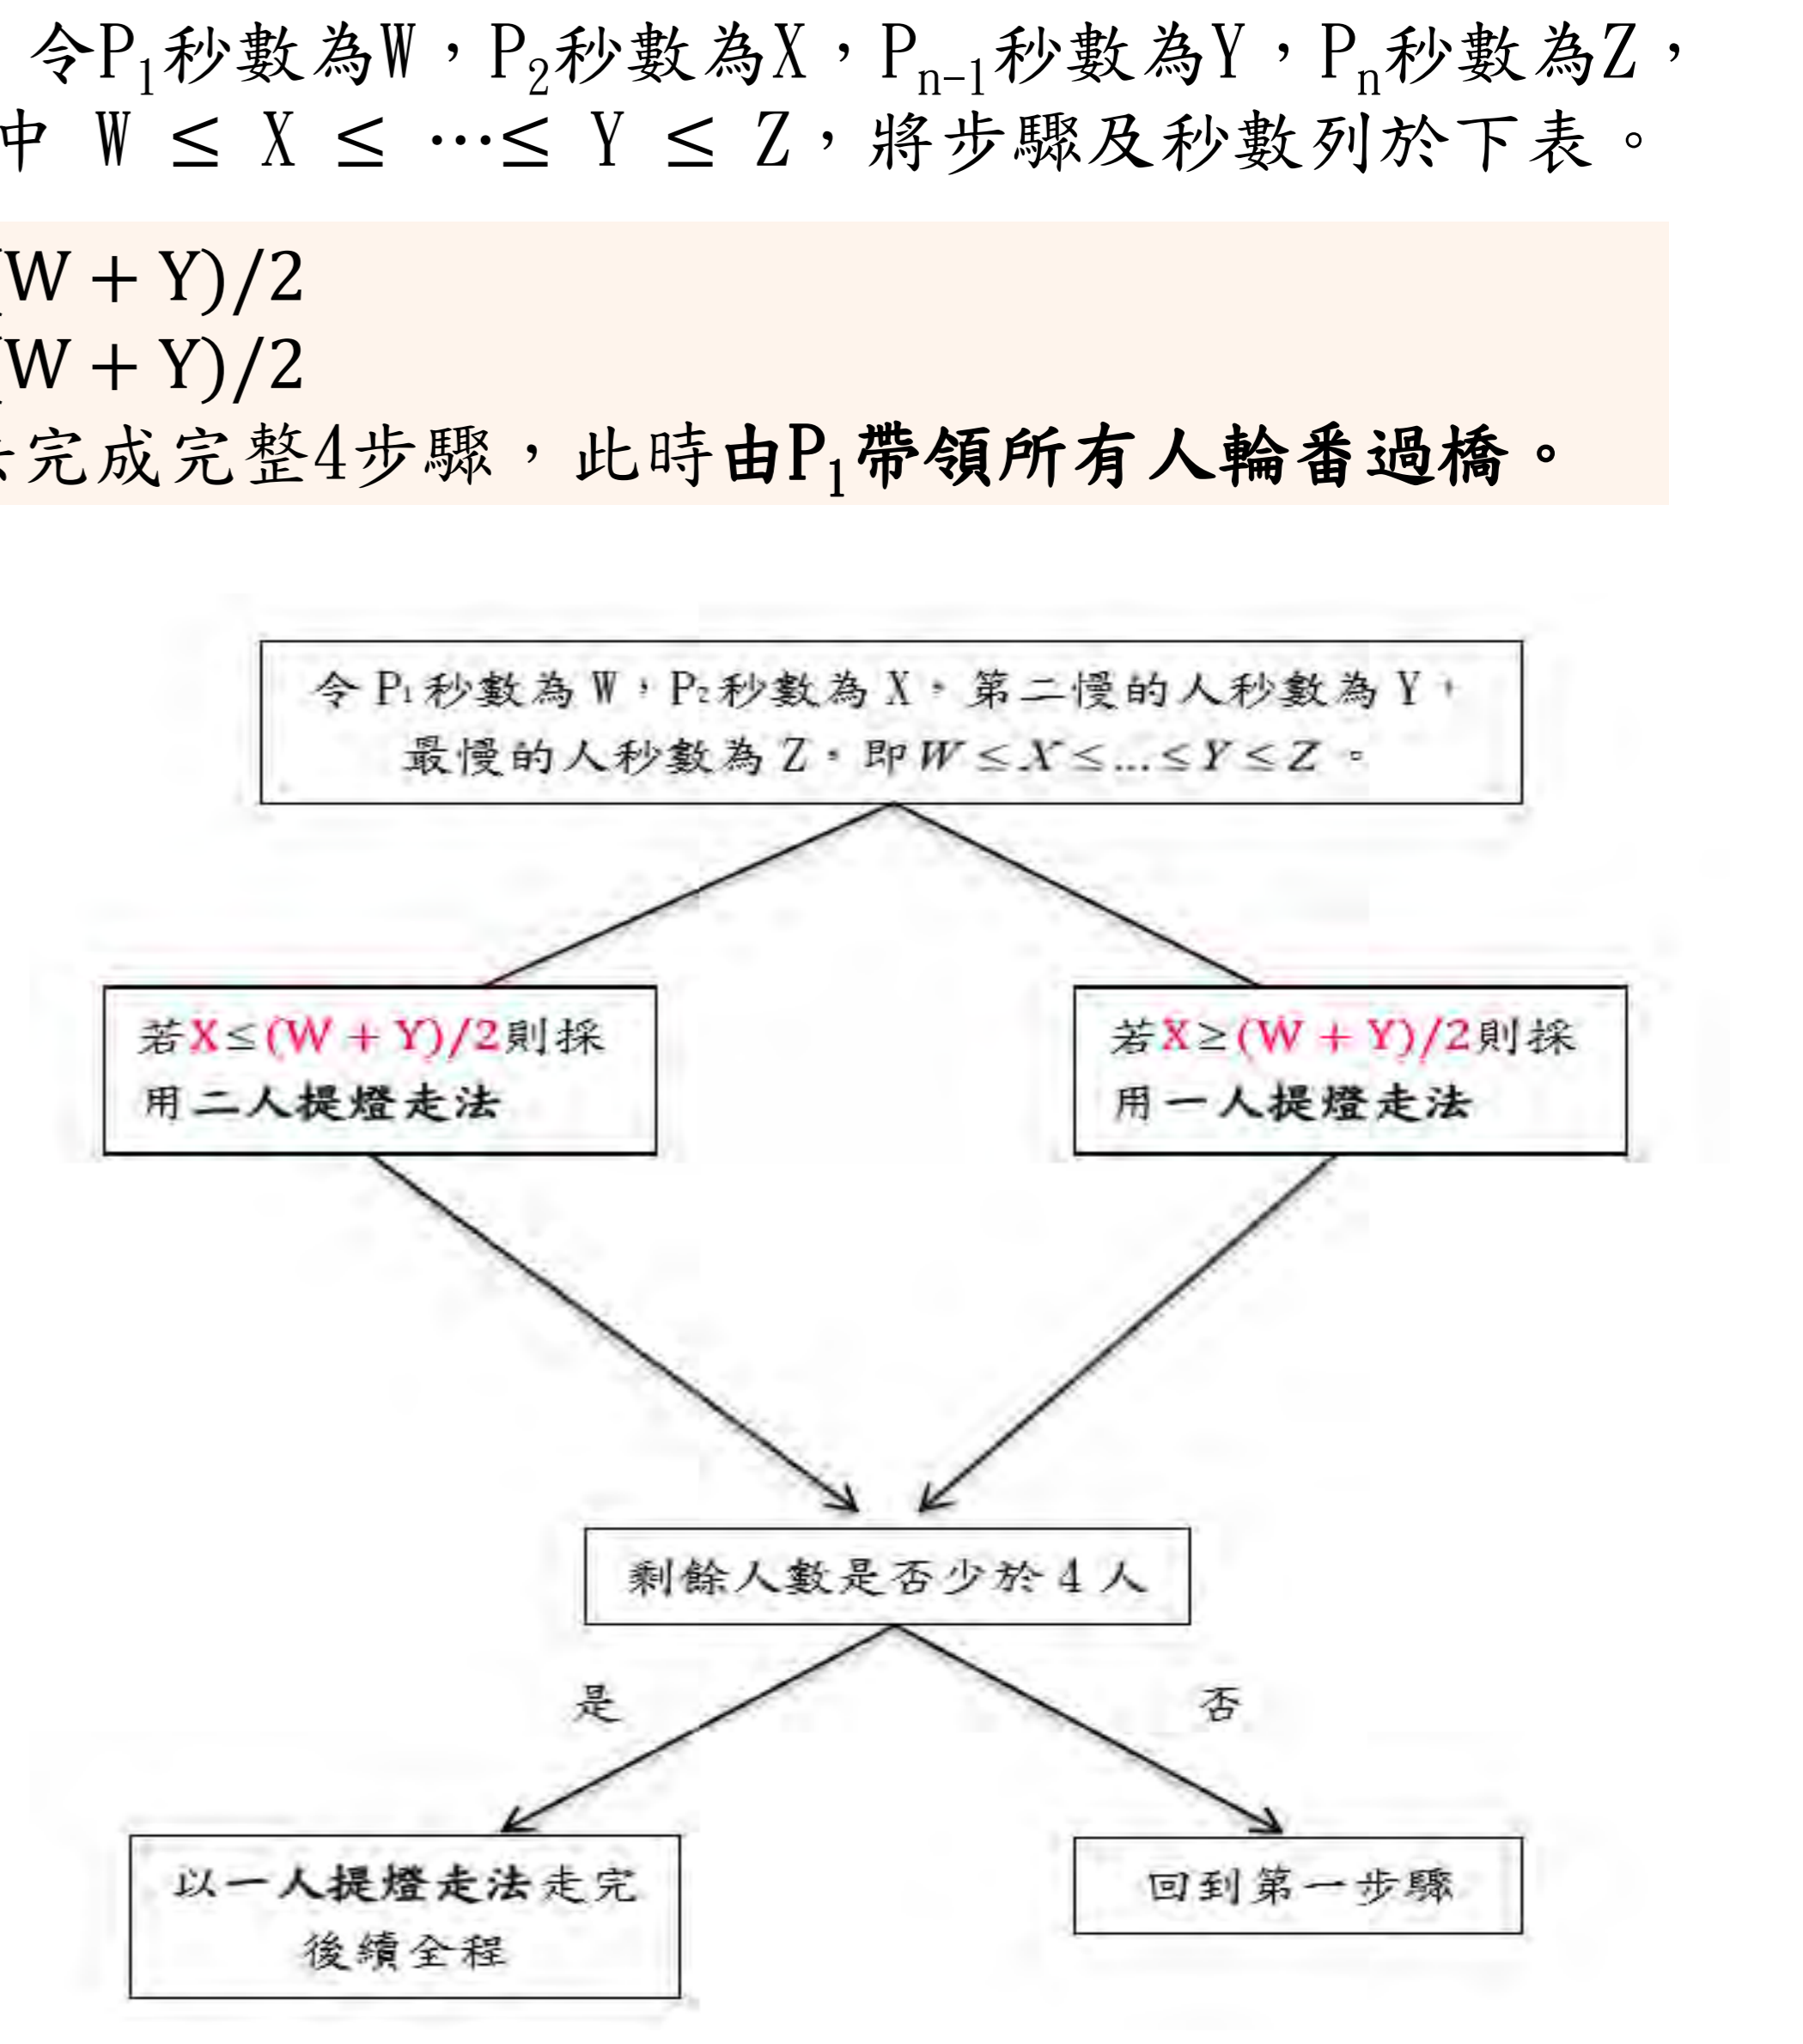 令P₁秒數為W,P₂秒數為X,Pₙ₋₁秒數為Y,Pₙ秒數為Z,
中 W ≤ X ≤ ⋯≤ Y ≤ Z,將步驟及秒數列於下表。
W + Y)/2
W + Y)/2
完成完整4步驟,此時由P₁帶領所有人輪番過橋。
令 P₁秒數為 W,P₂秒數為 X。第二慢的人秒數為 Y,
最慢的人秒數為 Z。即W≤X≤...≤Y≤Z。
若X≤(W + Y)/2則採
用二人提燈走法
若X≥(W + Y)/2則採
用一人提燈走法
剩餘人數是否少於 4 人
是
否
以一人提燈走法走完
後續全程
回到第一步驟